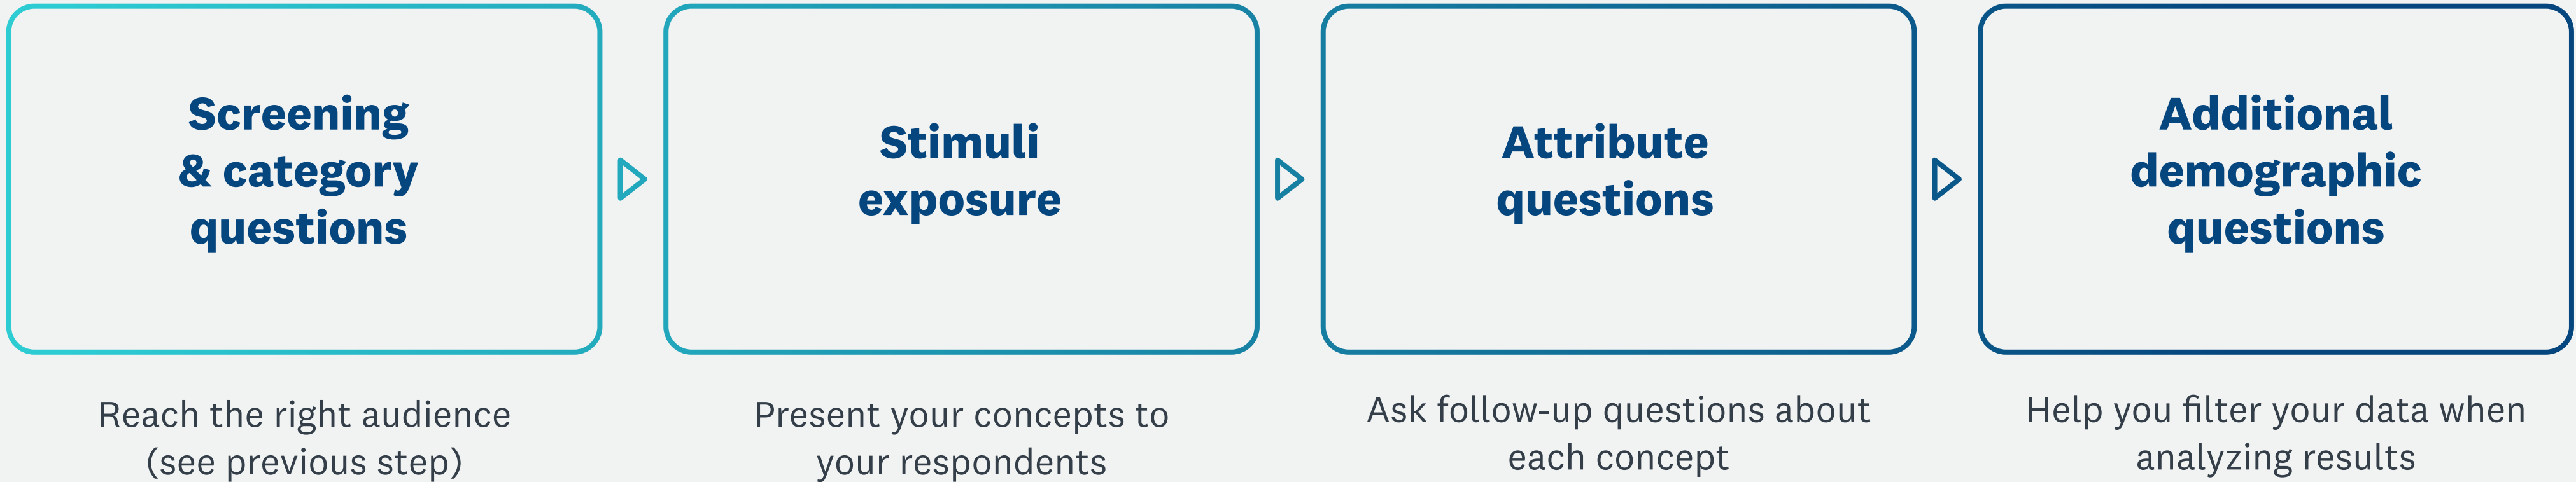 Screening
& category
questions
Reach the right audience
(see previous step)
Stimuli
exposure
Present your concepts to
your respondents
Attribute
questions
Ask follow-up questions about
each concept
Additional
demographic
questions
Help you filter your data when
analyzing results